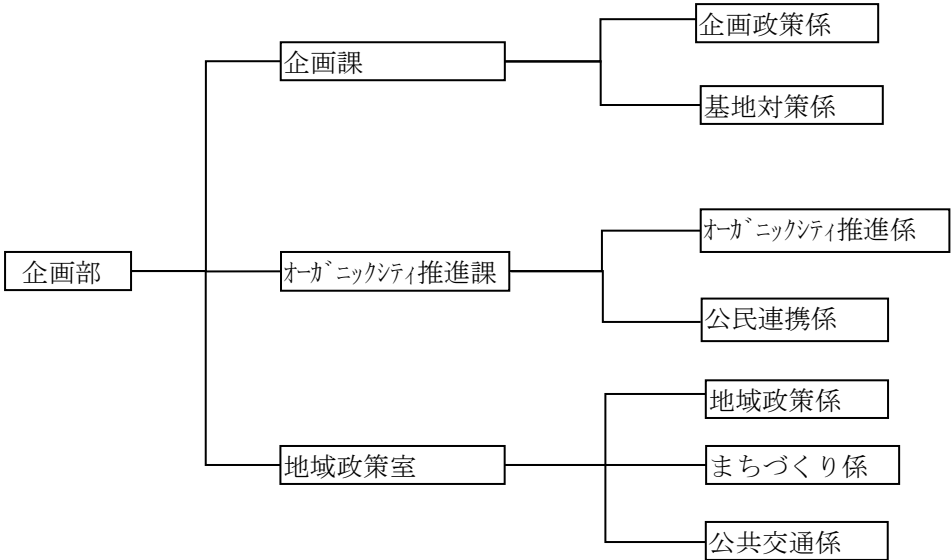 企画部
企画課
企画政策係
基地対策係
ｵｰｶﾞﾆｯｸｼﾃｨ推進課
ｵｰｶﾞﾆｯｸｼﾃｨ推進係
公民連携係
地域政策室
地域政策係
まちづくり係
公共交通係